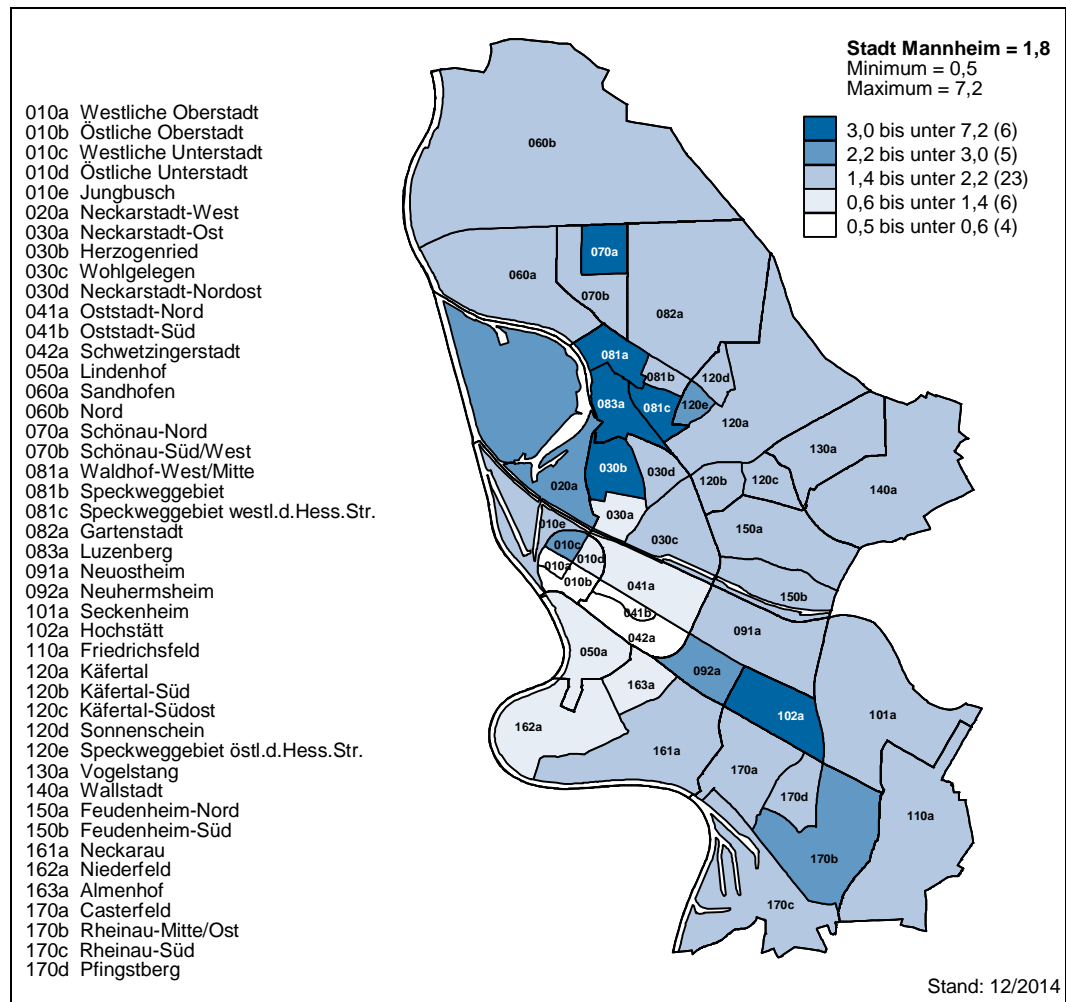 Stadt Mannheim = 1,8
Minimum = 0,5
Maximum = 7,2
3,0 bis unter 7,2 (6)
2,2 bis unter 3,0 (5)
1,4 bis unter 2,2 (23)
0,6 bis unter 1,4 (6)
0,5 bis unter 0,6 (4)
010a Westliche Oberstadt
010b Östliche Oberstadt
010c Westliche Unterstadt
010d Östliche Unterstadt
010e Jungbusch
020a Neckarstadt-West
030a Neckarstadt-Ost
030b Herzogenried
030c Wohlgelegen
030d Neckarstadt-Nordost
041a Oststadt-Nord
041b Oststadt-Süd
042a Schwetzingerstadt
050a Lindenhof
060a Sandhofen
060b Nord
070a Schönau-Nord
070b Schönau-Süd/West
081a Waldhof-West/Mitte
081b Speckweggebiet
081c Speckweggebiet westl.d.Hess.Str.
082a Gartenstadt
083a Luzenberg
091a Neuostheim
092a Neuhermsheim
101a Seckenheim
102a Hochstätt
110a Friedrichsfeld
120a Käfertal
120b Käfertal-Süd
120c Käfertal-Südost
120d Sonnenschein
120e Speckweggebiet östl.d.Hess.Str.
130a Vogelstang
140a Wallstadt
150a Feudenheim-Nord
150b Feudenheim-Süd
161a Neckarau
162a Niederfeld
163a Almenhof
170a Casterfeld
170b Rheinau-Mitte/Ost
170c Rheinau-Süd
170d Pfingstberg
060b
070a
060a
070b
082a
081a
081b
120d
083a
081c
120e
120a
130a
030b
030d
120b
120c
140a
020a
030a
010e
030c
150a
010c
010a
010d
010b
041a
150b
041b
042a
091a
050a
092a
163a
102a
101a
162a
161a
170a
170d
110a
170b
170c
Stand: 12/2014